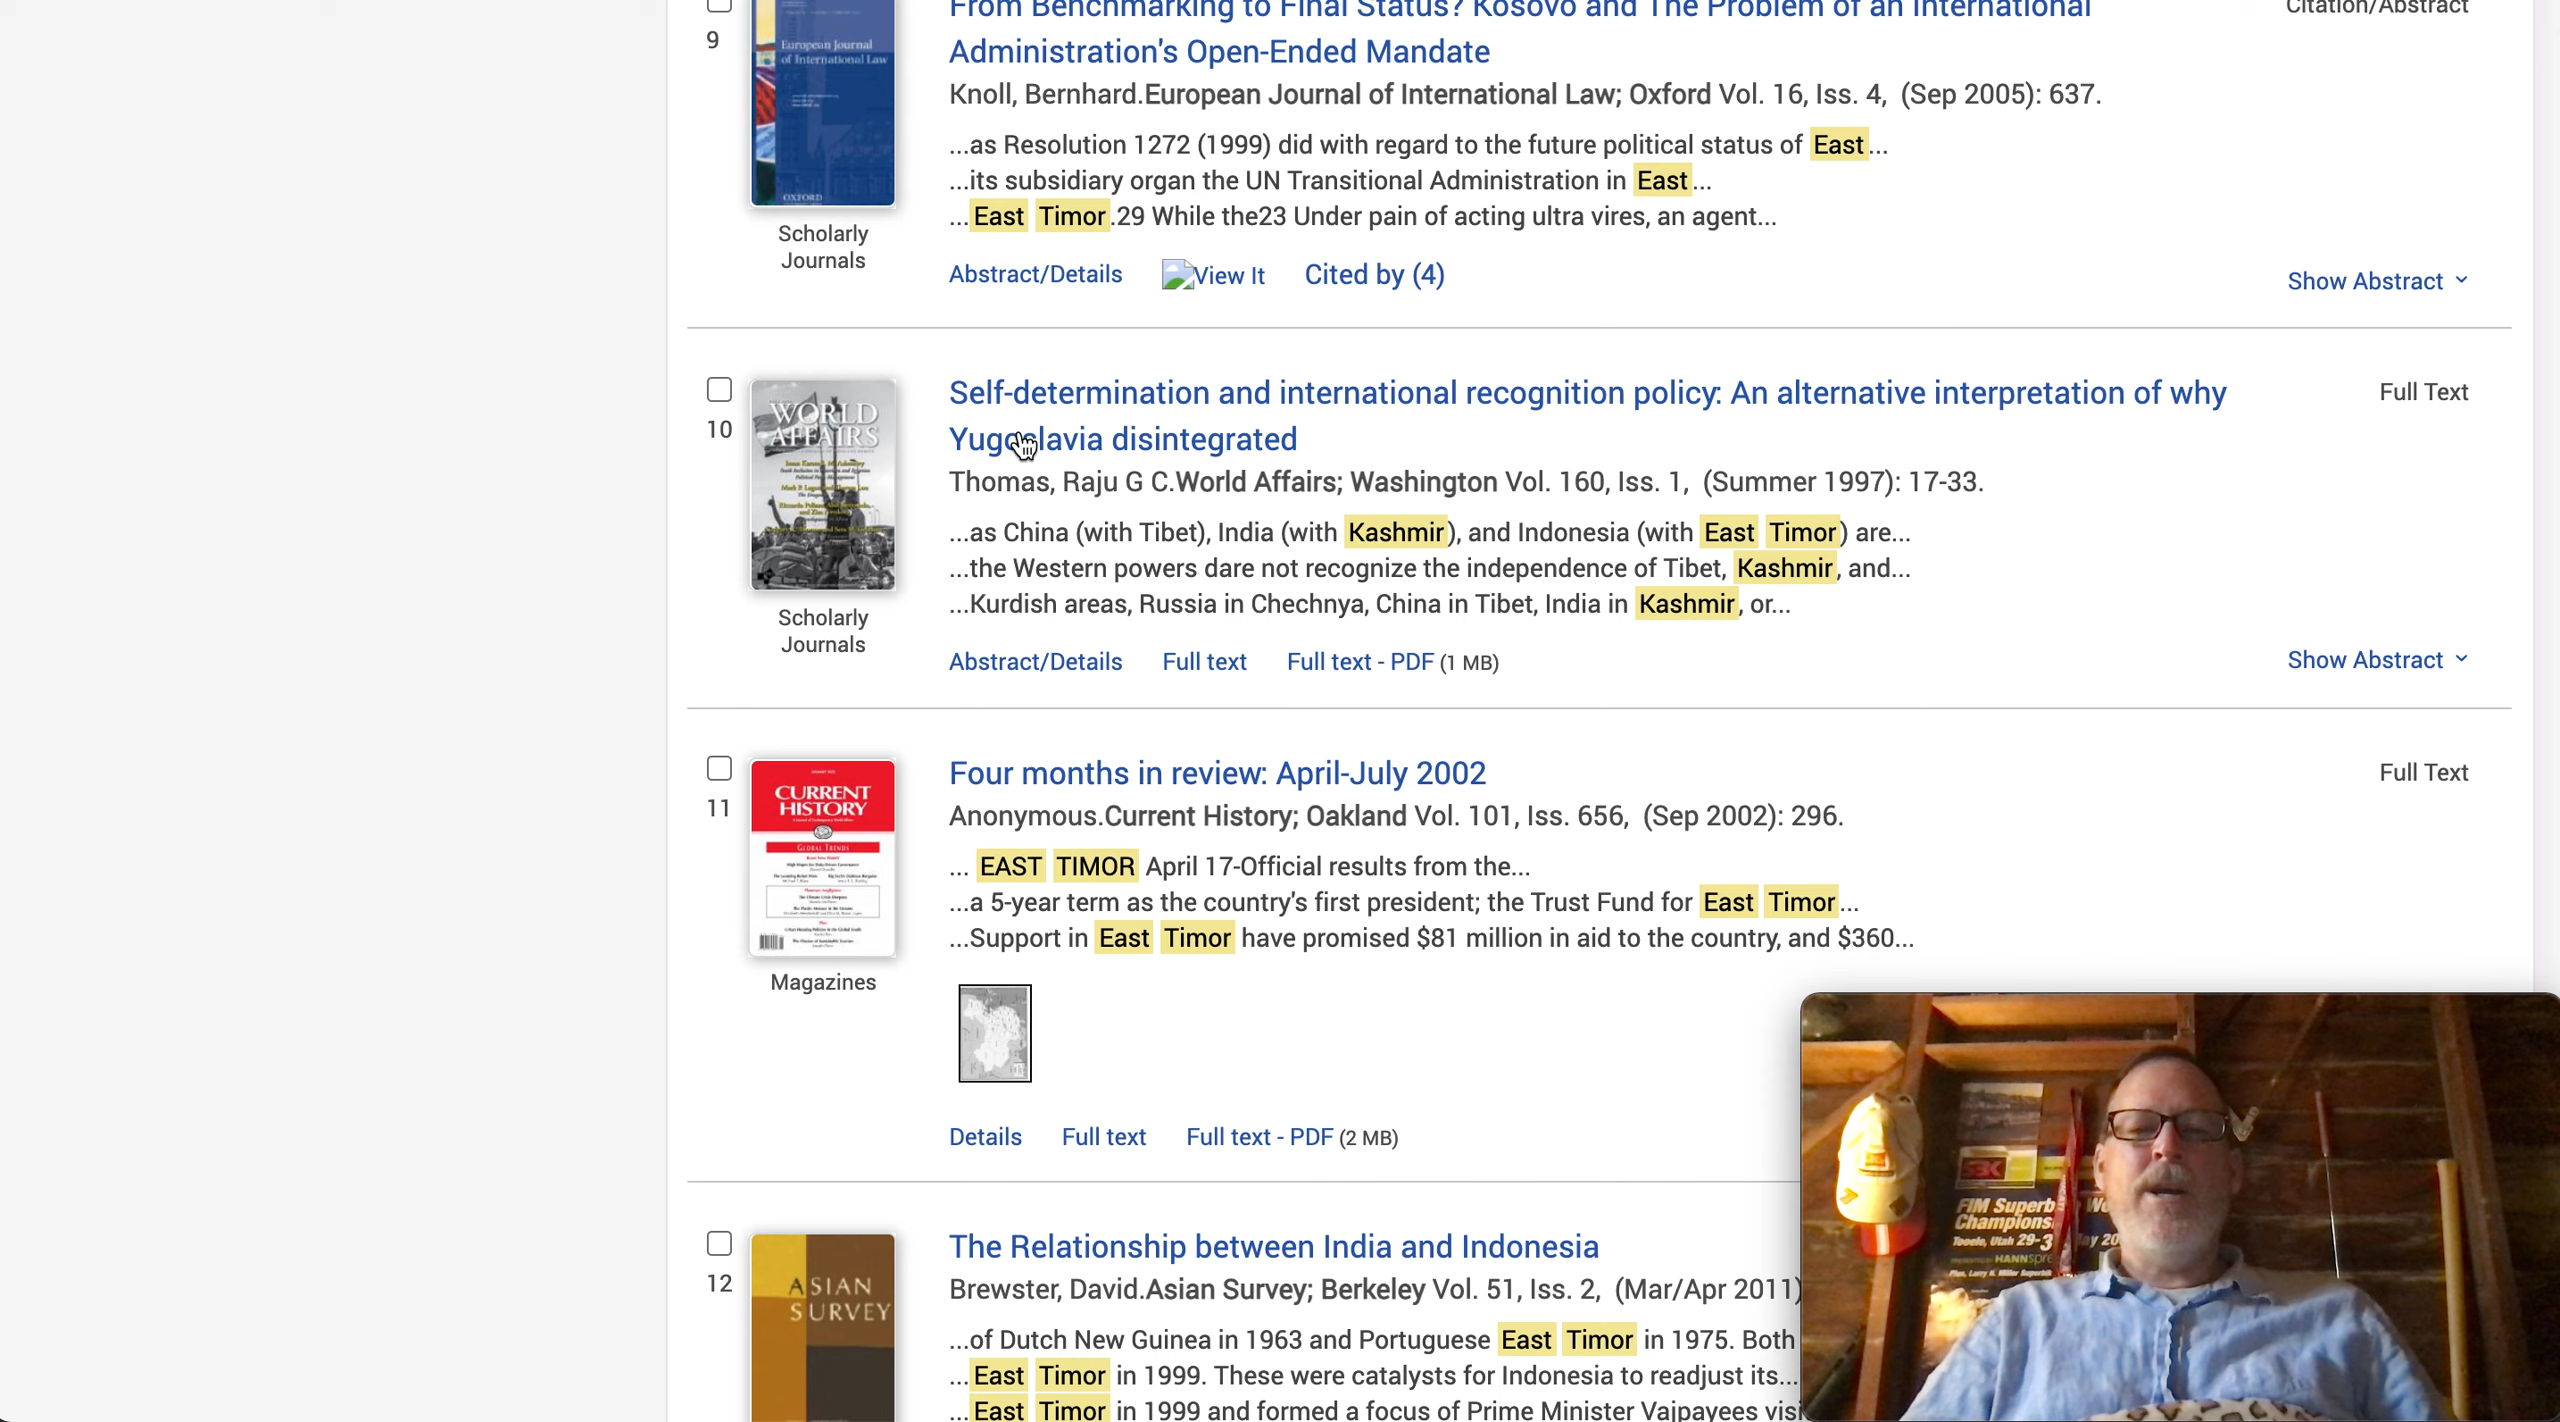 From Benchmarking to Final Status? Kosovo and The Problem of an International
Citation/Abstract
9
European Journal
of International Law
OXFORD
Administration's Open-Ended Mandate
Knoll, Bernhard.European Journal of International Law; Oxford Vol. 16, Iss. 4, (Sep 2005): 637.
...as Resolution 1272 (1999) did with regard to the future political status of East...
...its subsidiary organ the UN Transitional Administration in East...
...East Timor.29 While the23 Under pain of acting ultra vires, an agent...
Scholarly
Journals
Abstract/Details View It Cited by (4)
Show Abstract
10
WORLD
AFFAIRS
Self-determination and international recognition policy: An alternative interpretation of why
Yugoslavia disintegrated
Full Text
Thomas, Raju G C.World Affairs; Washington Vol. 160, Iss. 1, (Summer 1997): 17-33.
...as China (with Tibet), India (with Kashmir), and Indonesia (with East Timor) are...
...the Western powers dare not recognize the independence of Tibet, Kashmir, and...
...Kurdish areas, Russia in Chechnya, China in Tibet, India in Kashmir, or...
Scholarly
Journals
Abstract/Details Full text Full text - PDF (1 MB)
Show Abstract
11
CURRENT
HISTORY
GLOBAL TRENDS
Four months in review: April-July 2002
Full Text
Anonymous.Current History; Oakland Vol. 101, Iss. 656, (Sep 2002): 296.
... EAST TIMOR April 17-Official results from the...
...a 5-year term as the country's first president; the Trust Fund for East Timor...
...Support in East Timor have promised $81 million in aid to the country, and $360...
Magazines
Details Full text Full text - PDF (2 MB)
12
ASIAN
SURVEY
The Relationship between India and Indonesia
Brewster, David.Asian Survey; Berkeley Vol. 51, Iss. 2, (Mar/Apr 2011)
...of Dutch New Guinea in 1963 and Portuguese East Timor in 1975. Both
...East Timor in 1999. These were catalysts for Indonesia to readjust its...
...East Timor in 1999 and formed a focus of Prime Minister Vajpayees visi
FIM Superb
Champions
Tooele, Utah 29-3
HANNspre